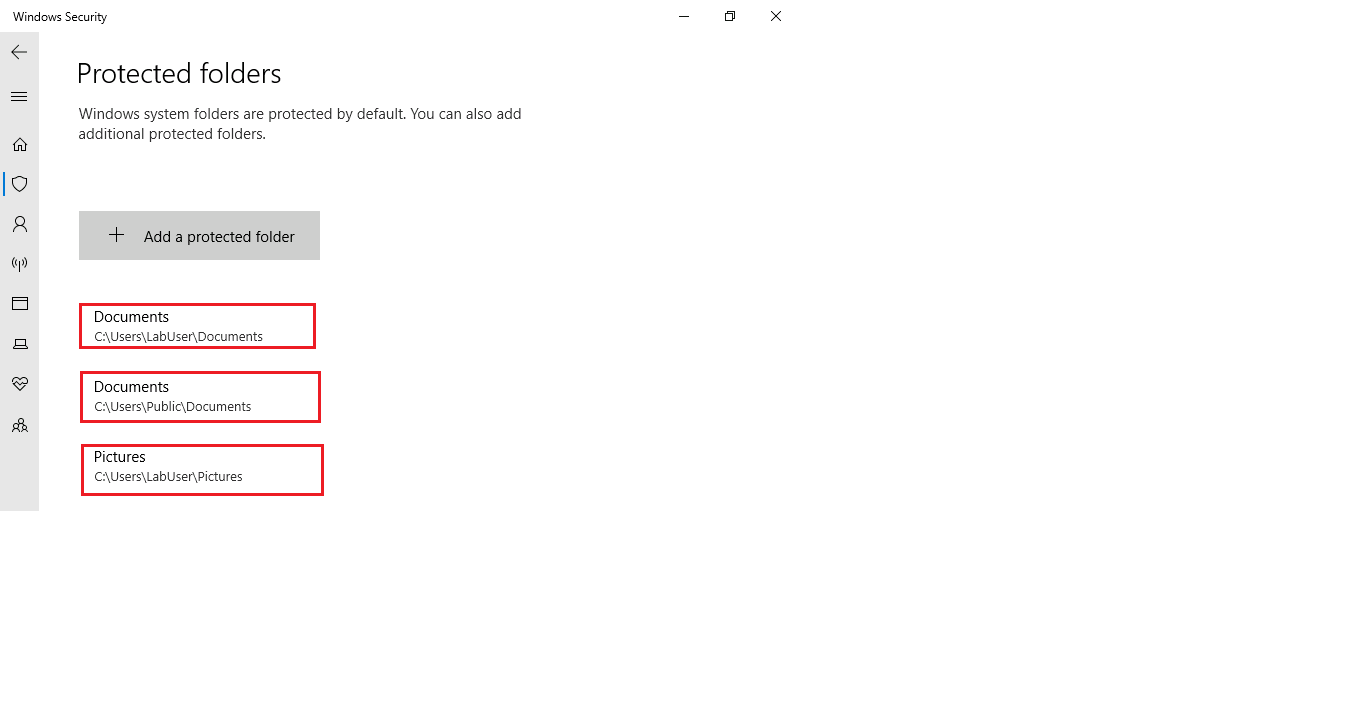 Windows Security
Protected folders
Windows system folders are protected by default. You can also add
additional protected folders.
Add a protected folder
Documents
C:\Users\LabUser\Documents
Documents
C:\Users\Public\Documents
Pictures
C:\Users\LabUser\Pictures